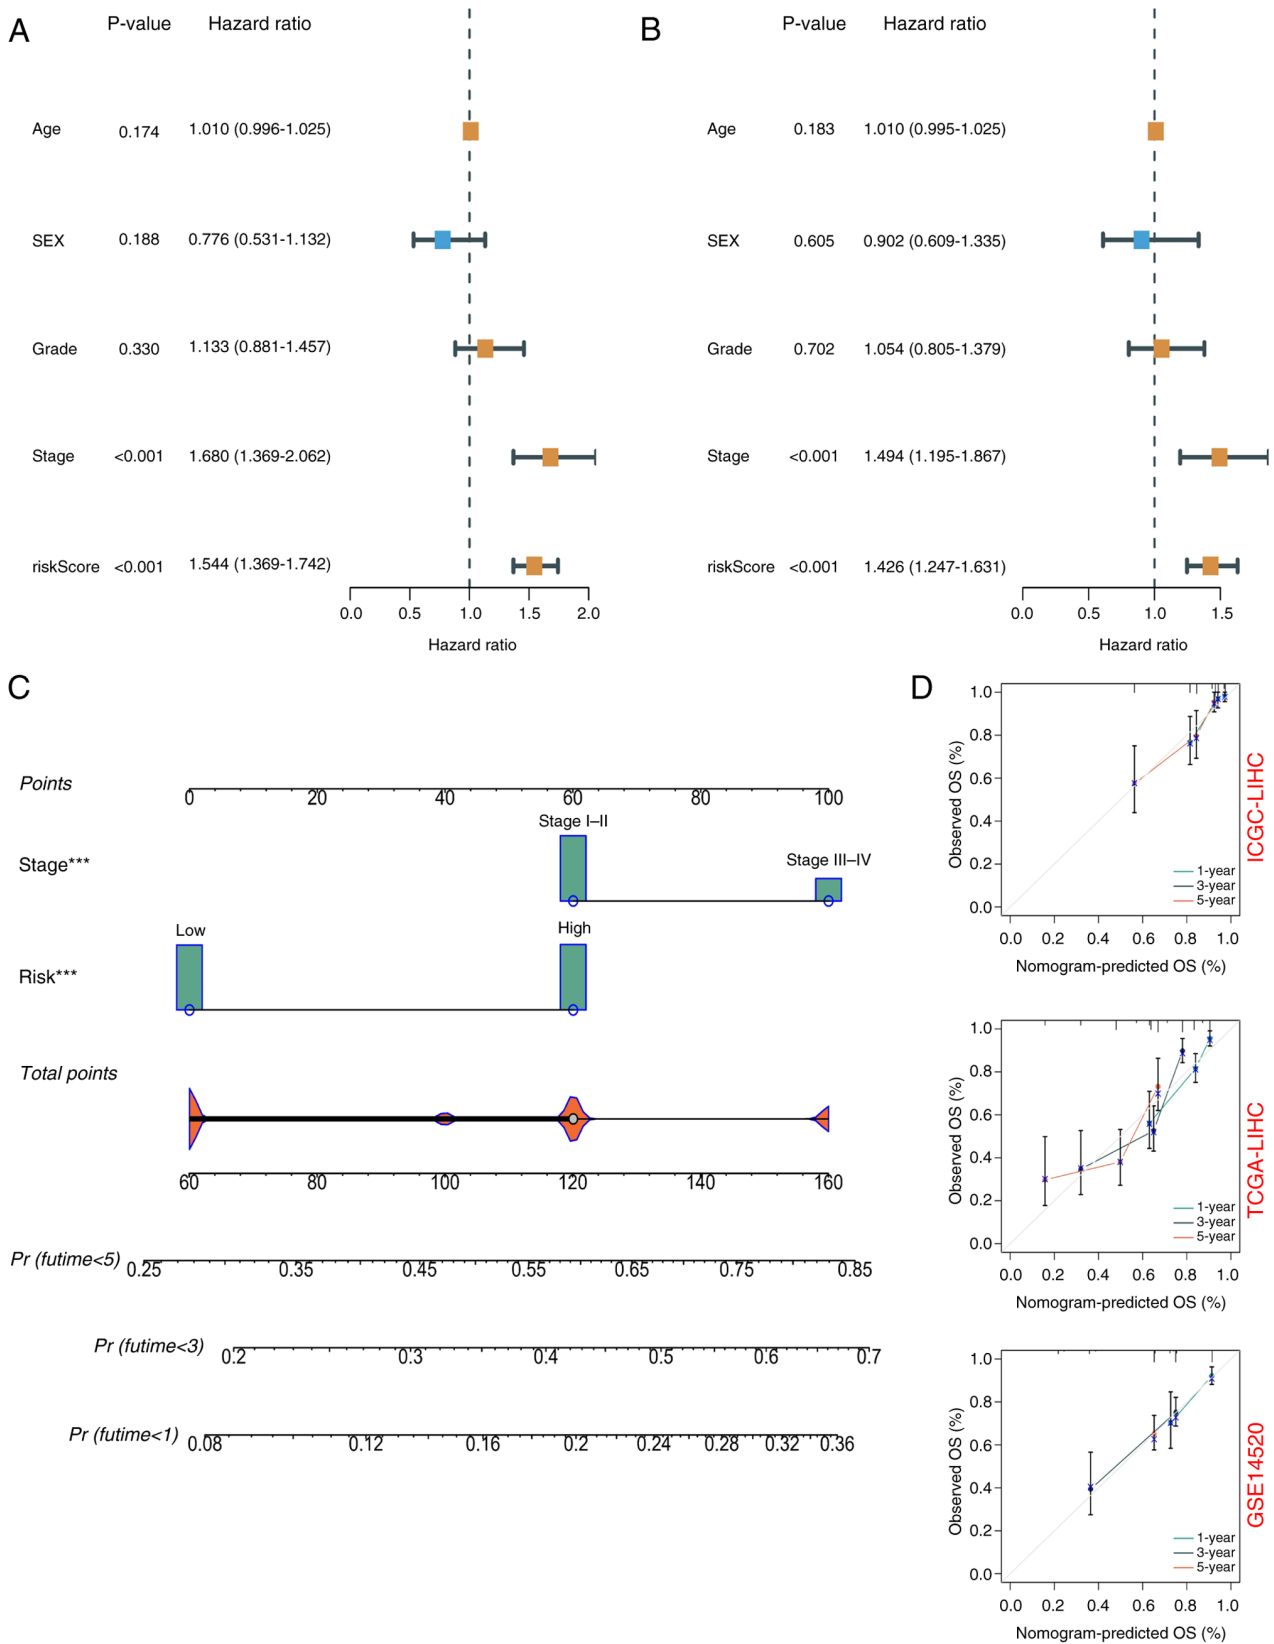 A
P-value Hazard ratio
Age 0.174 1.010 (0.996-1.025)
SEX 0.188 0.776 (0.531-1.132)
Grade 0.330 1.133 (0.881-1.457)
Stage <0.001 1.680 (1.369-2.062)
riskScore <0.001 1.544 (1.369-1.742)
0.0 0.5 1.0 1.5 2.0
Hazard ratio
B
P-value Hazard ratio
Age 0.183 1.010 (0.995-1.025)
SEX 0.605 0.902 (0.609-1.335)
Grade 0.702 1.054 (0.805-1.379)
Stage <0.001 1.494 (1.195-1.867)
riskScore <0.001 1.426 (1.247-1.631)
0.0 0.5 1.0 1.5
Hazard ratio
C
Points
0 20 40 60 80 100
Stage I–II
Stage III–IV
Stage***
Low
High
Risk***
Total points
60 80 100 120 140 160
Pr (futime<5)
0.25 0.35 0.45 0.55 0.65 0.75 0.85
Pr (futime<3)
0.2 0.3 0.4 0.5 0.6 0.7
Pr (futime<1)
0.08 0.12 0.16 0.2 0.24 0.28 0.32 0.36
D
Observed OS (%)
1.0
0.8
0.6
0.4
0.2
0.0
1-year
3-year
5-year
0.0 0.2 0.4 0.6 0.8 1.0
Nomogram-predicted OS (%)
ICGC-LIHC
Observed OS (%)
1.0
0.8
0.6
0.4
0.2
0.0
1-year
3-year
5-year
0.0 0.2 0.4 0.6 0.8 1.0
Nomogram-predicted OS (%)
TCGA-LIHC
Observed OS (%)
1.0
0.8
0.6
0.4
0.2
0.0
1-year
3-year
5-year
0.0 0.2 0.4 0.6 0.8 1.0
Nomogram-predicted OS (%)
GSE14520